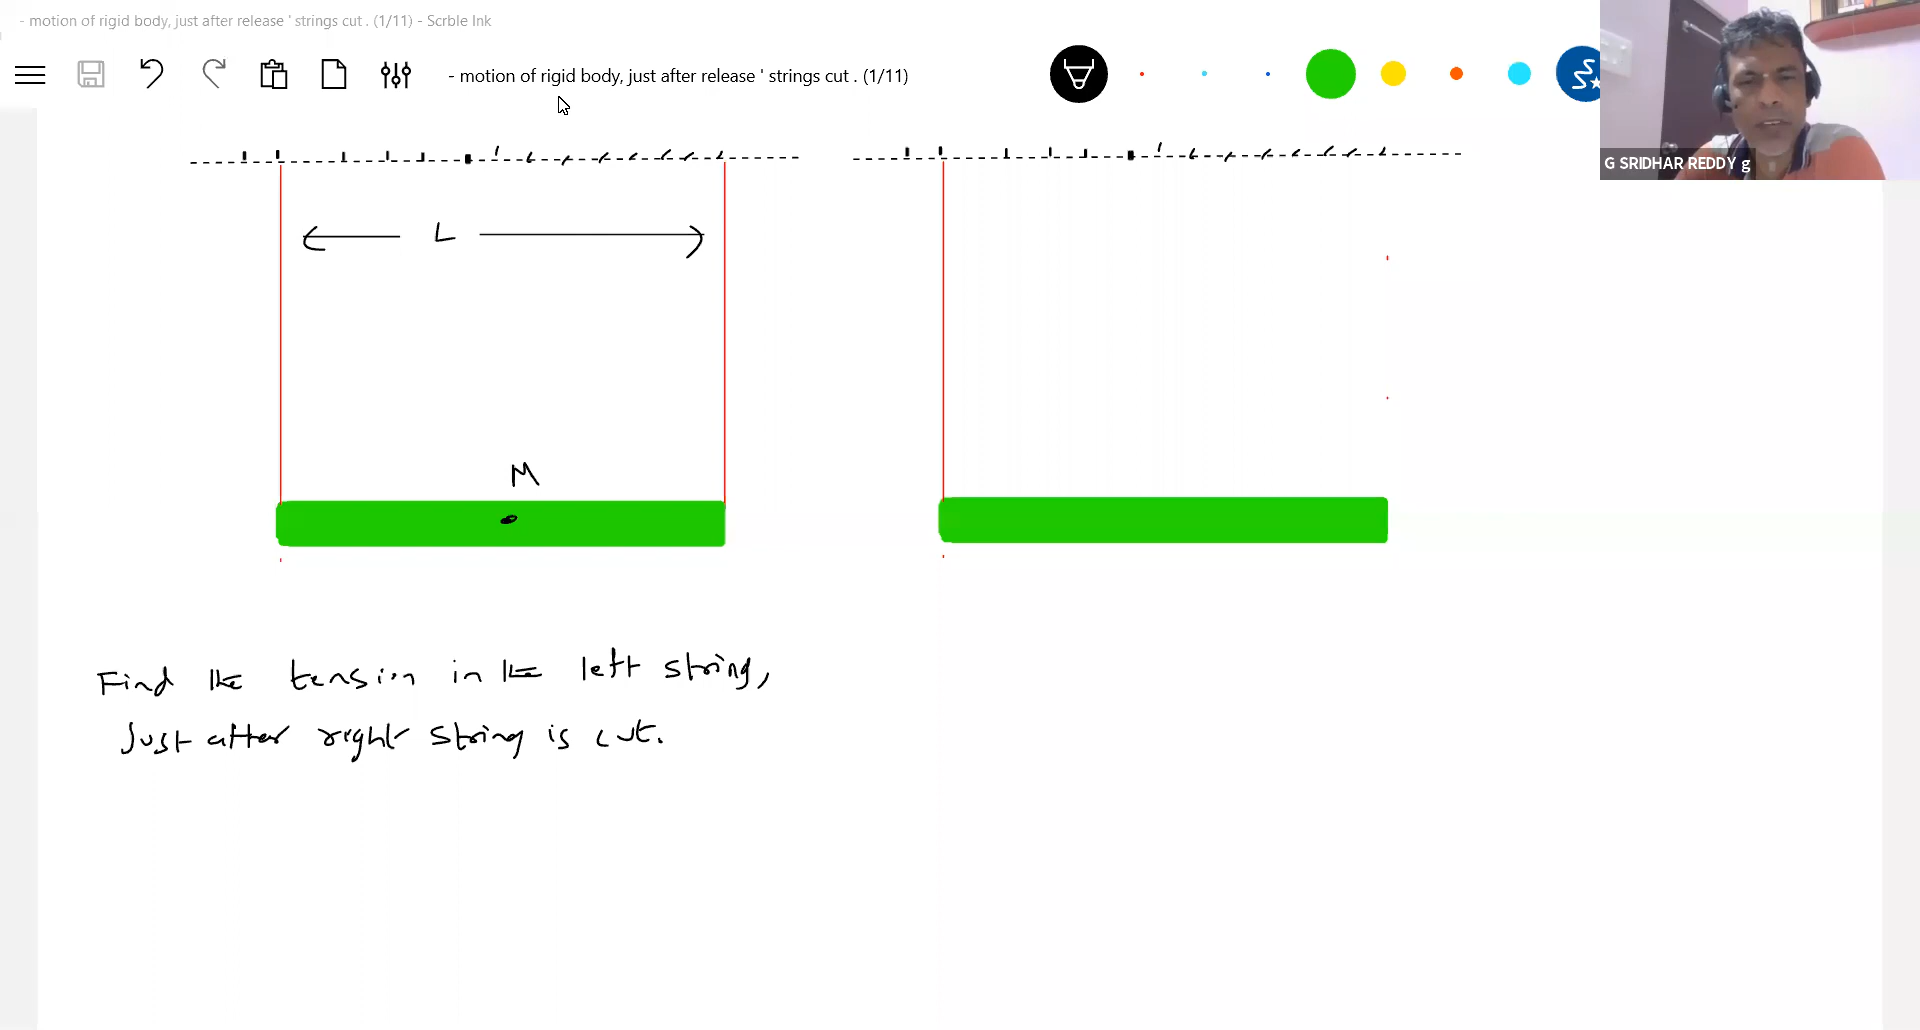 - motion of rigid body, just after release ' strings cut . (1/11) - Scrble Ink
- motion of rigid body, just after release ' strings cut . (1/11)
G SRIDHAR REDDY g
L
M
Find the tension in the left string,
Just after right string is cut.